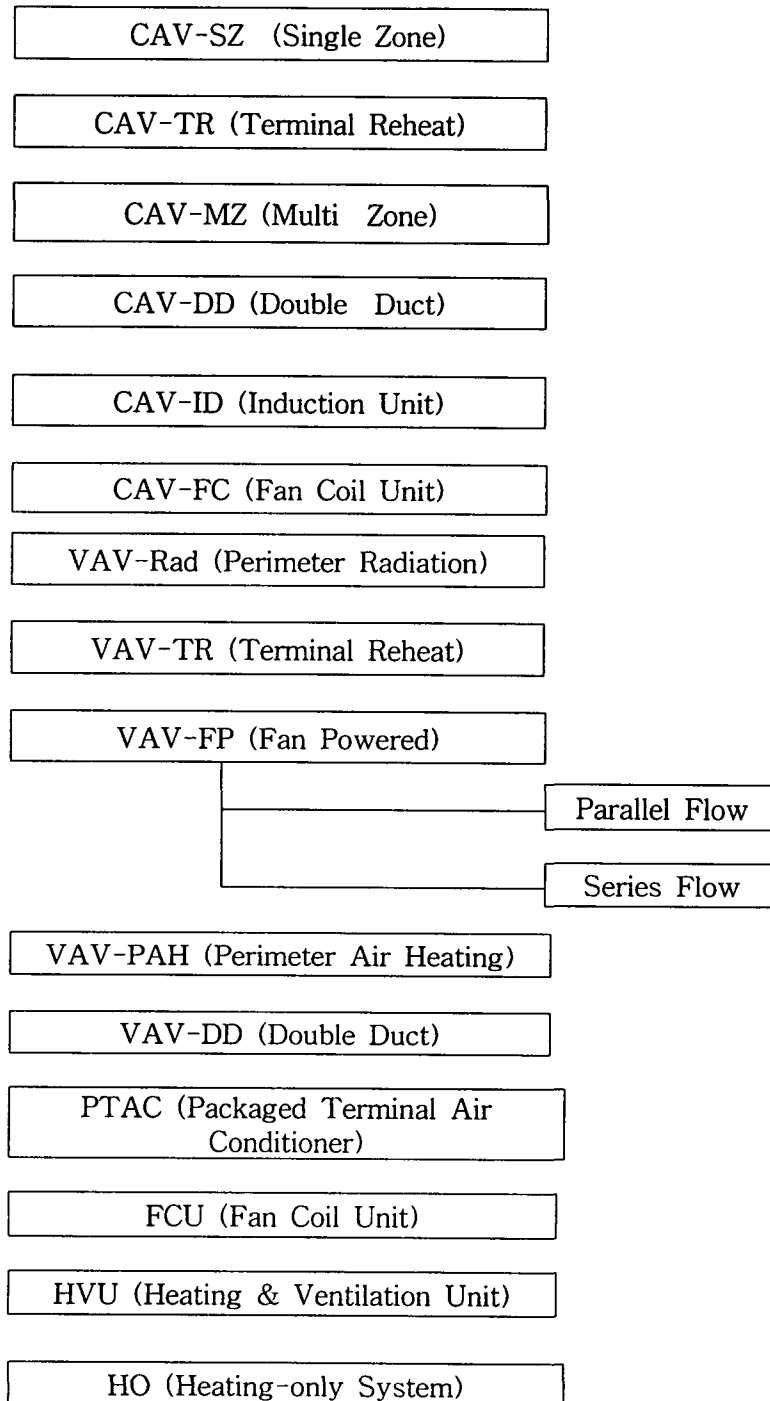 CAV-SZ (Single Zone)
CAV-TR (Terminal Reheat)
CAV-MZ (Multi Zone)
CAV-DD (Double Duct)
CAV-ID (Induction Unit)
CAV-FC (Fan Coil Unit)
VAV-Rad (Perimeter Radiation)
VAV-TR (Terminal Reheat)
VAV-FP (Fan Powered)
Parallel Flow
Series Flow
VAV-PAH (Perimeter Air Heating)
VAV-DD (Double Duct)
PTAC (Packaged Terminal Air
Conditioner)
FCU (Fan Coil Unit)
HVU (Heating & Ventilation Unit)
HO (Heating-only System)